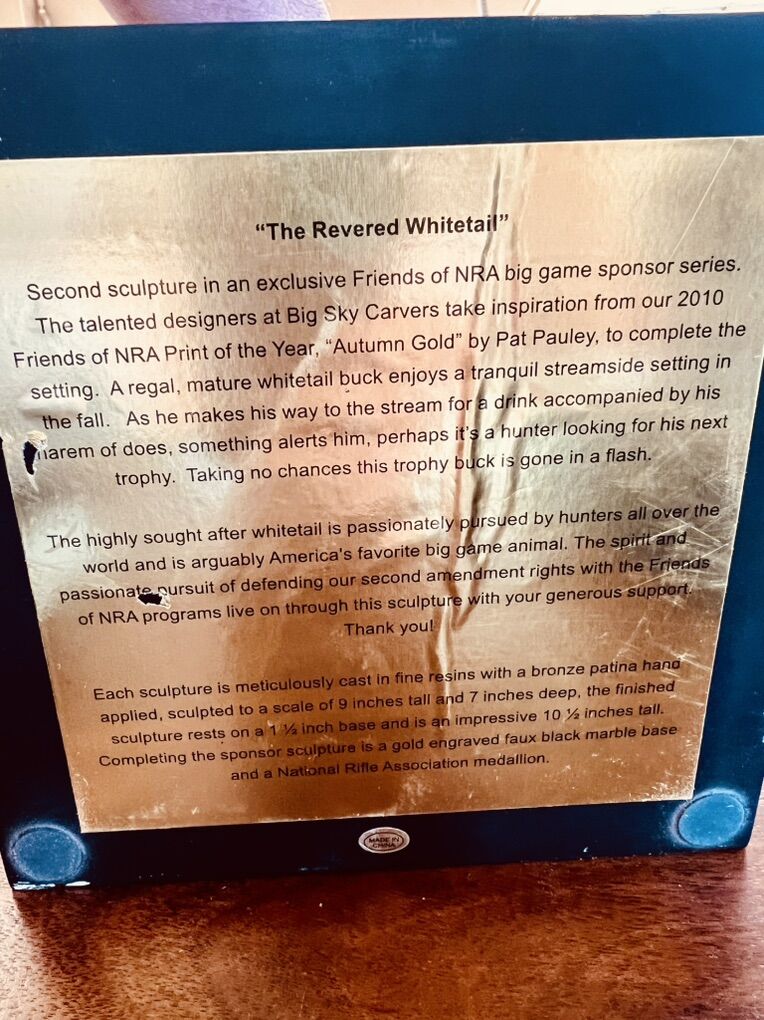 “The Revered Whitetail”
Second sculpture in an exclusive Friends of NRA big game sponsor series.
The talented designers at Big Sky Carvers take inspiration from our 2010
Friends of NRA Print of the Year, “Autumn Gold” by Pat Pauley, to complete the
setting. A regal, mature whitetail buck enjoys a tranquil streamside setting in
the fall. As he makes his way to the stream for a drink accompanied by his
harem of does, something alerts him, perhaps it's a hunter looking for his next
trophy. Taking no chances this trophy buck is gone in a flash.
The highly sought after whitetail is passionately pursued by hunters all over the
world and is arguably America's favorite big game animal. The spirit and
passionate pursuit of defending our second amendment rights with the Friends
of NRA programs live on through this sculpture with your generous support.
Thank you!
Each sculpture is meticulously cast in fine resins with a bronze patina hand
applied, sculpted to a scale of 9 inches tall and 7 inches deep, the finished
sculpture rests on a 1 ½ inch base and is an impressive 10 ½ inches tall.
Completing the sponsor sculpture is a gold engraved faux black marble base
and a National Rifle Association medallion.
MADE IN
CHINA